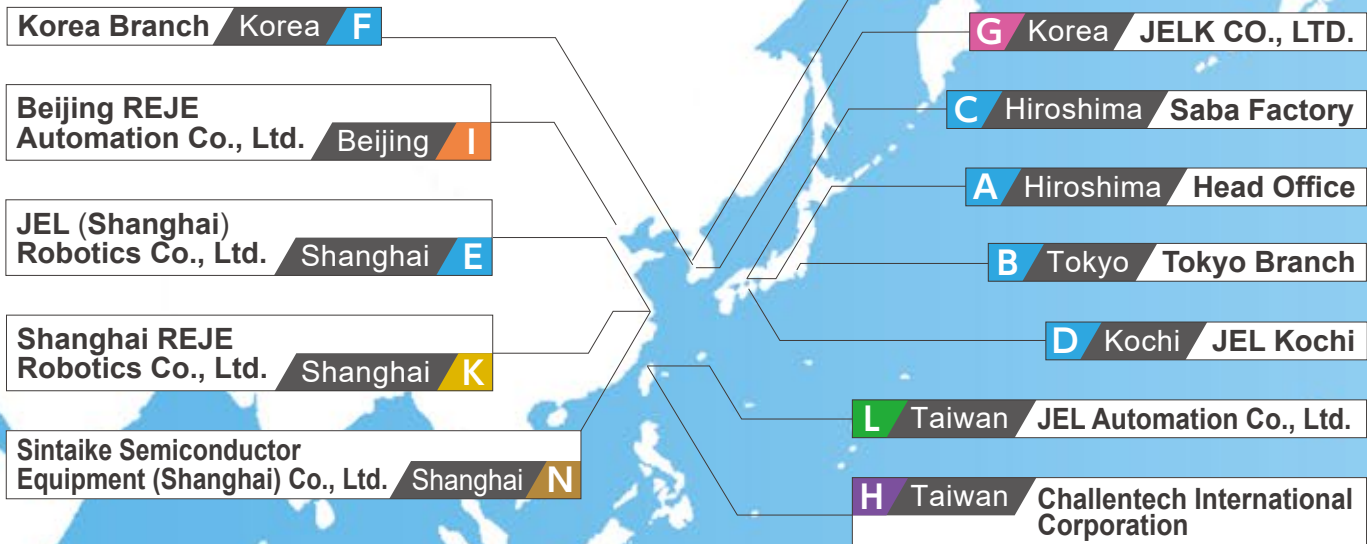 Korea Branch Korea F
Beijing REJE
Automation Co., Ltd. Beijing I
JEL (Shanghai)
Robotics Co., Ltd. Shanghai E
Shanghai REJE
Robotics Co., Ltd. Shanghai K
Sintaike Semiconductor
Equipment (Shanghai) Co., Ltd. Shanghai N
G Korea JELK CO., LTD.
C Hiroshima Saba Factory
A Hiroshima Head Office
B Tokyo Tokyo Branch
D Kochi JEL Kochi
L Taiwan JEL Automation Co., Ltd.
H Taiwan Challentech International
Corporation